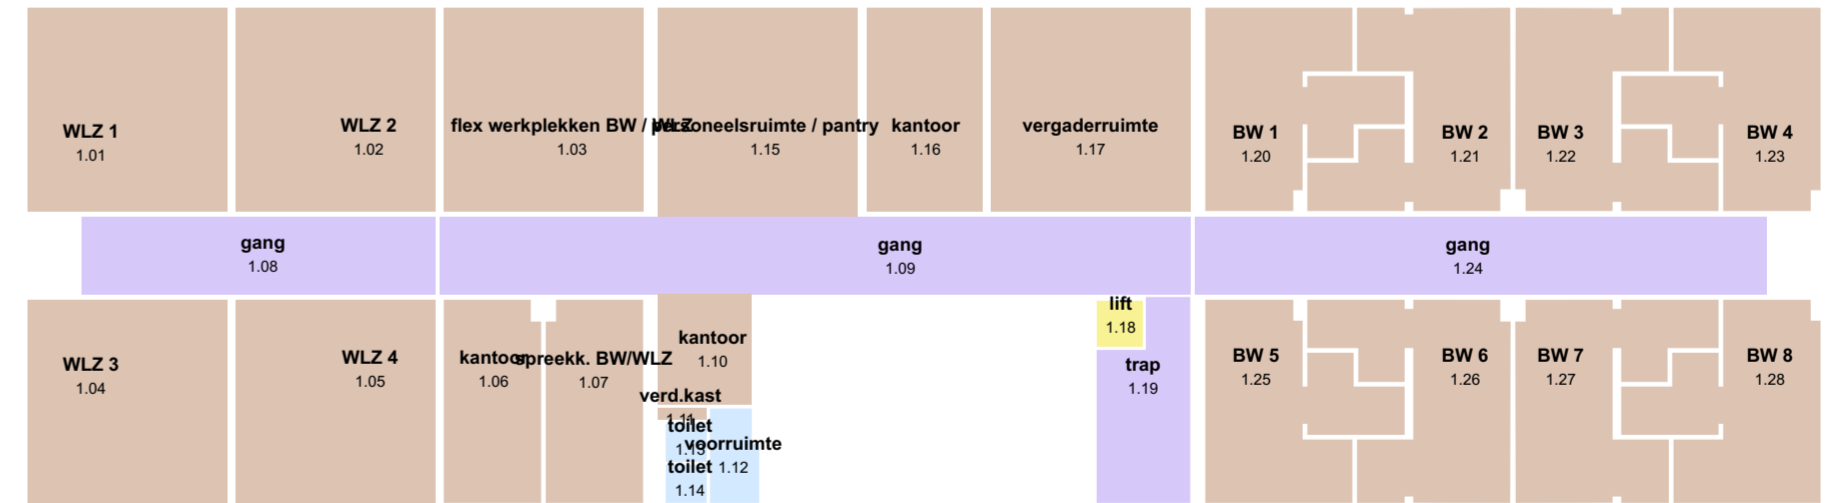 WLZ 1
1.01
WLZ 2
1.02
flex werkplekken BW / WLZ
1.03
personeelsruimte / pantry
1.15
kantoor
1.16
vergaderruimte
1.17
BW 1
1.20
BW 2
1.21
BW 3
1.22
BW 4
1.23
gang
1.08
gang
1.09
gang
1.24
WLZ 3
1.04
WLZ 4
1.05
kantoor
1.06
spreekk. BW/WLZ
1.07
kantoor
1.10
verd.kast
1.11
toilet
1.13
voorruimte
1.12
toilet
1.14
lift
1.18
trap
1.19
BW 5
1.25
BW 6
1.26
BW 7
1.27
BW 8
1.28